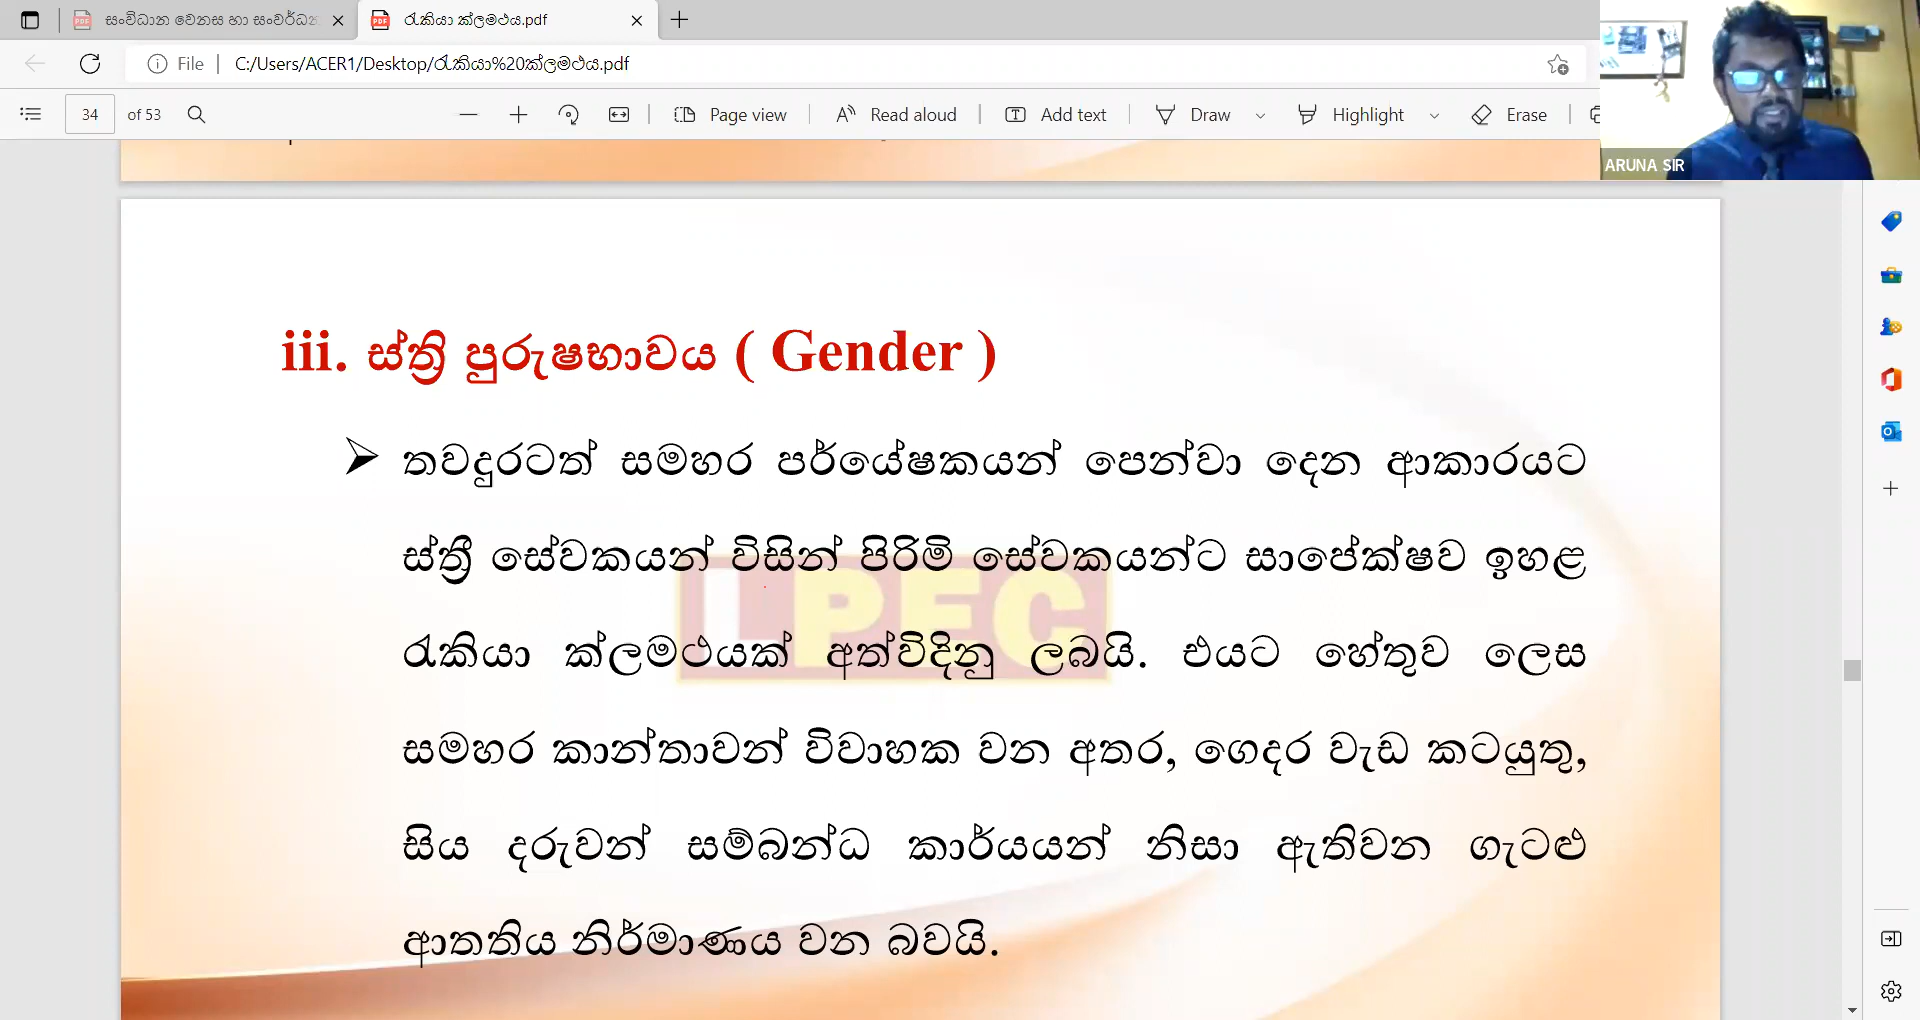 සංවිධාන වෙනස හා සංවර්ධන
රැකියා ක්ලමථය.pdf
File
C:/Users/ACER1/Desktop/රැකියා%20ක්ලමථය.pdf
34 of 53
Page view
Read aloud
Add text
Draw
Highlight
Erase
ARUNA SIR
iii. ස්ත්‍රි පුරුෂභාවය ( Gender )
තවදුරටත් සමහර පර්යේෂකයන් පෙන්වා දෙන ආකාරයට
ස්ත්‍රී සේවකයන් විසින් පිරිමි සේවකයන්ට සාපේක්ෂව ඉහළ
රැකියා ක්ලමථයක් අත්විදිනු ලබයි. එයට හේතුව ලෙස
සමහර කාන්තාවන් විවාහක වන අතර, ගෙදර වැඩ කටයුතු,
සිය දරුවන් සම්බන්ධ කාර්යයන් නිසා ඇතිවන ගැටළු
ආතතිය නිර්මාණය වන බවයි.
LPEC